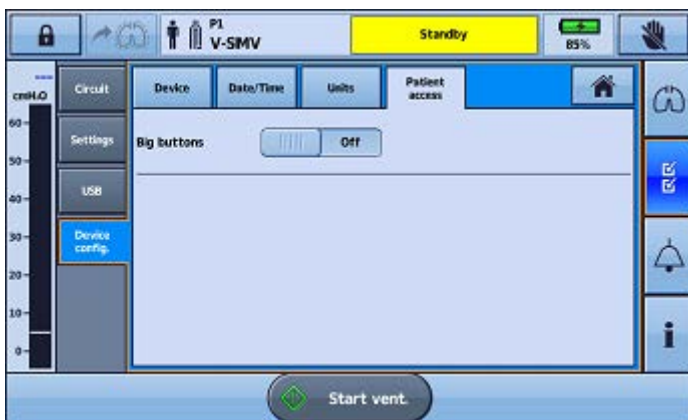 P1
V-SIMV
Standby
85%
cmH2O
60
50
40
30
20
10
0
Circuit
Settings
USB
Device
config.
Device
Date/Time
Units
Patient
access
Big buttons
Off
i
Start vent.